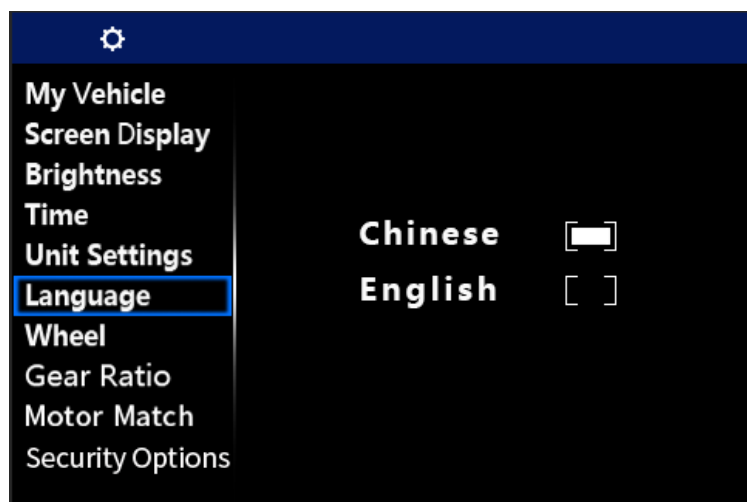 My Vehicle
Screen Display
Brightness
Time
Unit Settings
Language
Wheel
Gear Ratio
Motor Match
Security Options
Chinese
English